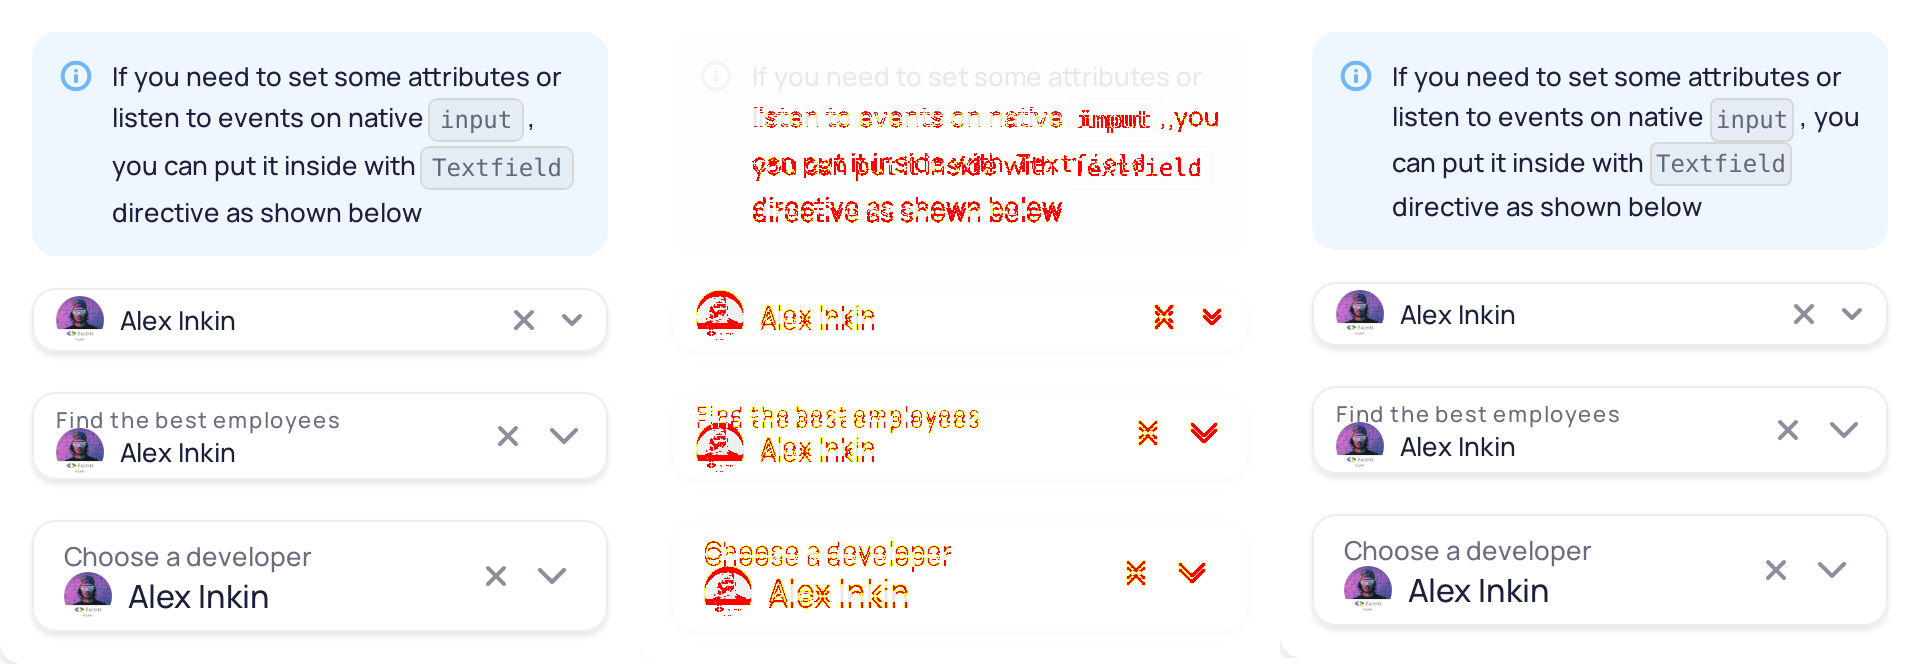 If you need to set some attributes or
listen to events on native input ,
you can put it inside with Textfield
directive as shown below
Alex Inkin
Find the best employees
Alex Inkin
Choose a developer
Alex Inkin
If you need to set some attributes or
listen to events on native input , you
can put it inside with Textfield
directive as shown below
Alex Inkin
Find the best employees
Alex Inkin
Choose a developer
Alex Inkin
If you need to set some attributes or
listen to events on native input , you
can put it inside with Textfield
directive as shown below
Alex Inkin
Find the best employees
Alex Inkin
Choose a developer
Alex Inkin